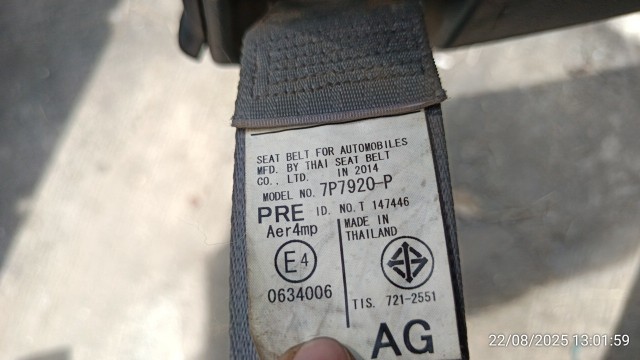 SEAT BELT FOR AUTOMOBILES
MFD. BY THAI SEAT BELT
CO., LTD. IN 2014
MODEL NO. 7P7920-P
PRE ID. NO. T 147446
Aer4mp
E4
0634006
MADE IN
THAILAND
TIS. 721-2551
AG
22/08/2025 13:01:59